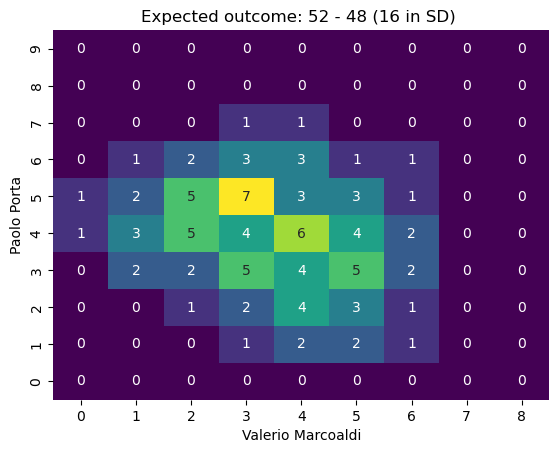 Expected outcome: 52 - 48 (16 in SD)
Paolo Porta
9 0 0 0 0 0 0 0 0 0
8 0 0 0 0 0 0 0 0 0
7 0 0 0 1 1 0 0 0 0
6 0 1 2 3 3 1 1 0 0
5 1 2 5 7 3 3 1 0 0
4 1 3 5 4 6 4 2 0 0
3 0 2 2 5 4 5 2 0 0
2 0 0 1 2 4 3 1 0 0
1 0 0 0 1 2 2 1 0 0
0 0 0 0 0 0 0 0 0 0
0 1 2 3 4 5 6 7 8
Valerio Marcoaldi